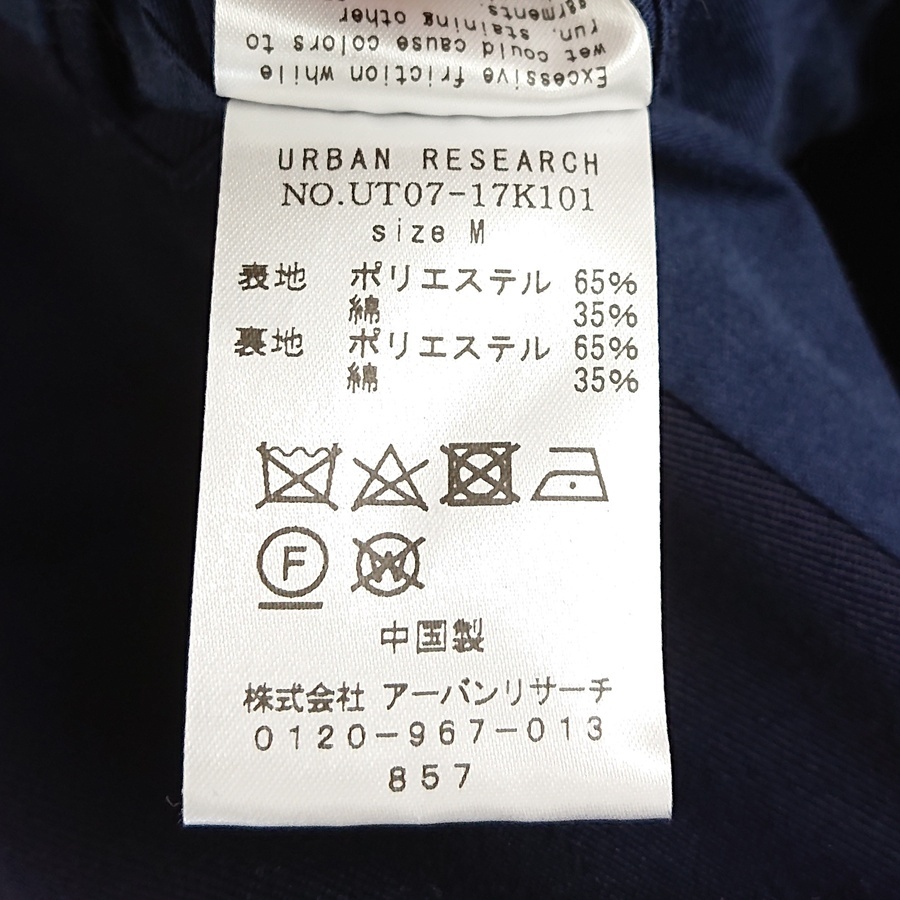 Excessive friction while
wet could cause colors to
run, staining other
garments.
URBAN RESEARCH
NO.UT07-17K101
size M
表地 ポリエステル 65%
綿 35%
裏地 ポリエステル 65%
綿 35%
F
W
中国製
株式会社 アーバンリサーチ
0120-967-013
857